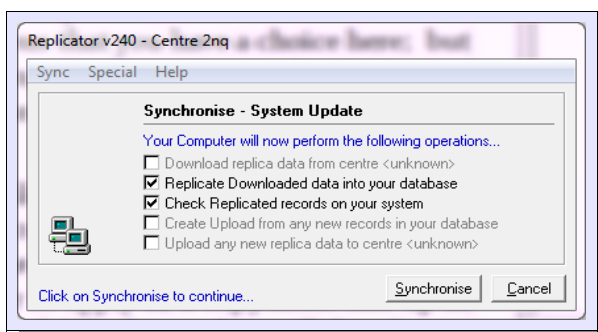 Replicator v240 - Centre 2nq
Sync Special Help
Synchronise - System Update
Your Computer will now perform the following operations...
Download replica data from centre <unknown>
Replicate Downloaded data into your database
Check Replicated records on your system
Create Upload from any new records in your database
Upload any new replica data to centre <unknown>
Click on Synchronise to continue...
Synchronise Cancel